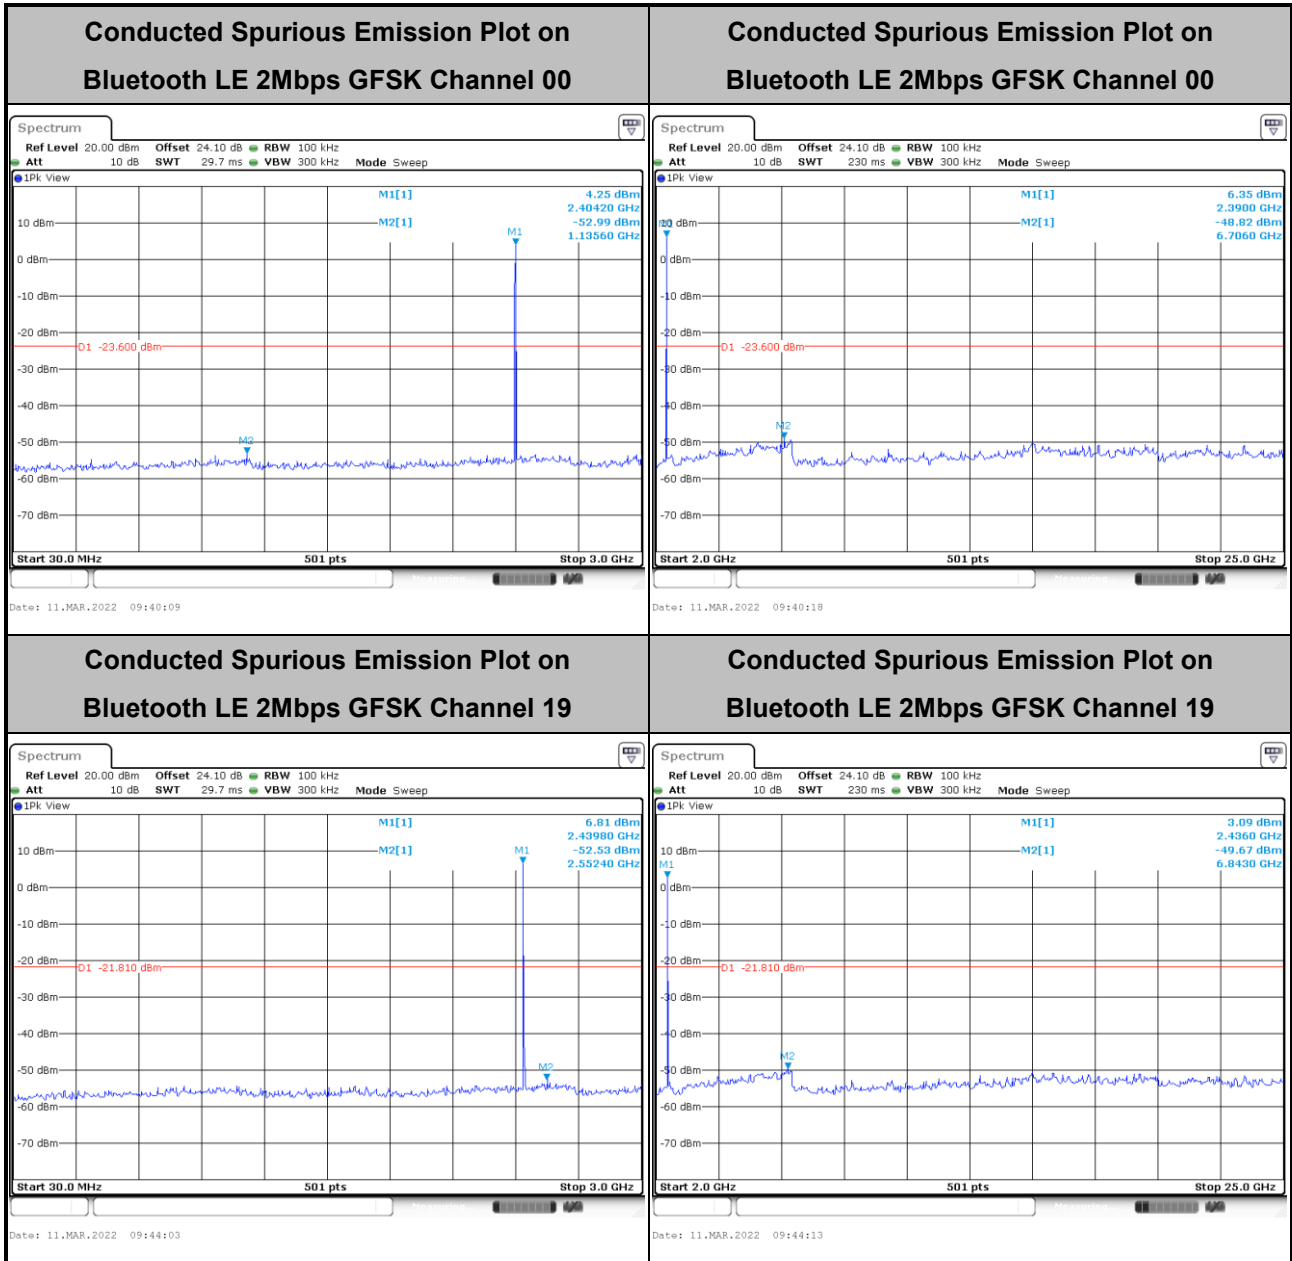 Conducted Spurious Emission Plot on
Bluetooth LE 2Mbps GFSK Channel 00
Spectrum
Ref Level 20.00 dBm Offset 24.10 dB RBW 100 kHz
Att 10 dB SWT 29.7 ms VBW 300 kHz Mode Sweep
1Pk View
M1[1] 4.25 dBm
2.40420 GHz
10 dBm M2[1] -52.99 dBm
1.13560 GHz
M1
0 dBm
-10 dBm
-20 dBm
D1 -23.600 dBm
-30 dBm
-40 dBm
-50 dBm
M2
-60 dBm
-70 dBm
Start 30.0 MHz 501 pts Stop 3.0 GHz
Measuring...
Date: 11.MAR.2022 09:40:09
Conducted Spurious Emission Plot on
Bluetooth LE 2Mbps GFSK Channel 00
Spectrum
Ref Level 20.00 dBm Offset 24.10 dB RBW 100 kHz
Att 10 dB SWT 230 ms VBW 300 kHz Mode Sweep
1Pk View
M1[1] 6.35 dBm
2.3900 GHz
dBm M2[1] -48.82 dBm
6.7060 GHz
0 dBm
-10 dBm
-20 dBm
D1 -23.600 dBm
-30 dBm
-40 dBm
M2
-50 dBm
-60 dBm
-70 dBm
Start 2.0 GHz 501 pts Stop 25.0 GHz
Measuring...
Date: 11.MAR.2022 09:40:18
Conducted Spurious Emission Plot on
Bluetooth LE 2Mbps GFSK Channel 19
Spectrum
Ref Level 20.00 dBm Offset 24.10 dB RBW 100 kHz
Att 10 dB SWT 29.7 ms VBW 300 kHz Mode Sweep
1Pk View
M1[1] 6.81 dBm
2.43980 GHz
10 dBm M2[1] M1 -52.53 dBm
2.55240 GHz
0 dBm
-10 dBm
-20 dBm
D1 -21.810 dBm
-30 dBm
-40 dBm
-50 dBm
M2
-60 dBm
-70 dBm
Start 30.0 MHz 501 pts Stop 3.0 GHz
Measuring...
Date: 11.MAR.2022 09:44:03
Conducted Spurious Emission Plot on
Bluetooth LE 2Mbps GFSK Channel 19
Spectrum
Ref Level 20.00 dBm Offset 24.10 dB RBW 100 kHz
Att 10 dB SWT 230 ms VBW 300 kHz Mode Sweep
1Pk View
M1[1] 3.09 dBm
2.4360 GHz
10 dBm M2[1] -49.67 dBm
6.8430 GHz
M1
0 dBm
-10 dBm
-20 dBm
D1 -21.810 dBm
-30 dBm
-40 dBm
M2
-50 dBm
-60 dBm
-70 dBm
Start 2.0 GHz 501 pts Stop 25.0 GHz
Measuring...
Date: 11.MAR.2022 09:44:13